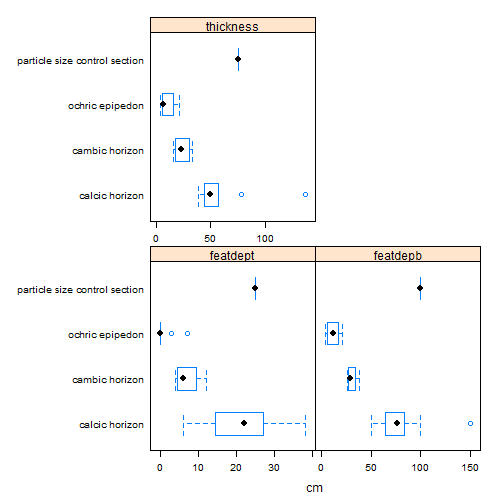 thickness
particle size control section
ochric epipedon
cambic horizon
calcic horizon
0 50 100
featdept featdepb
particle size control section
ochric epipedon
cambic horizon
calcic horizon
0 10 20 30 0 50 100 150
cm